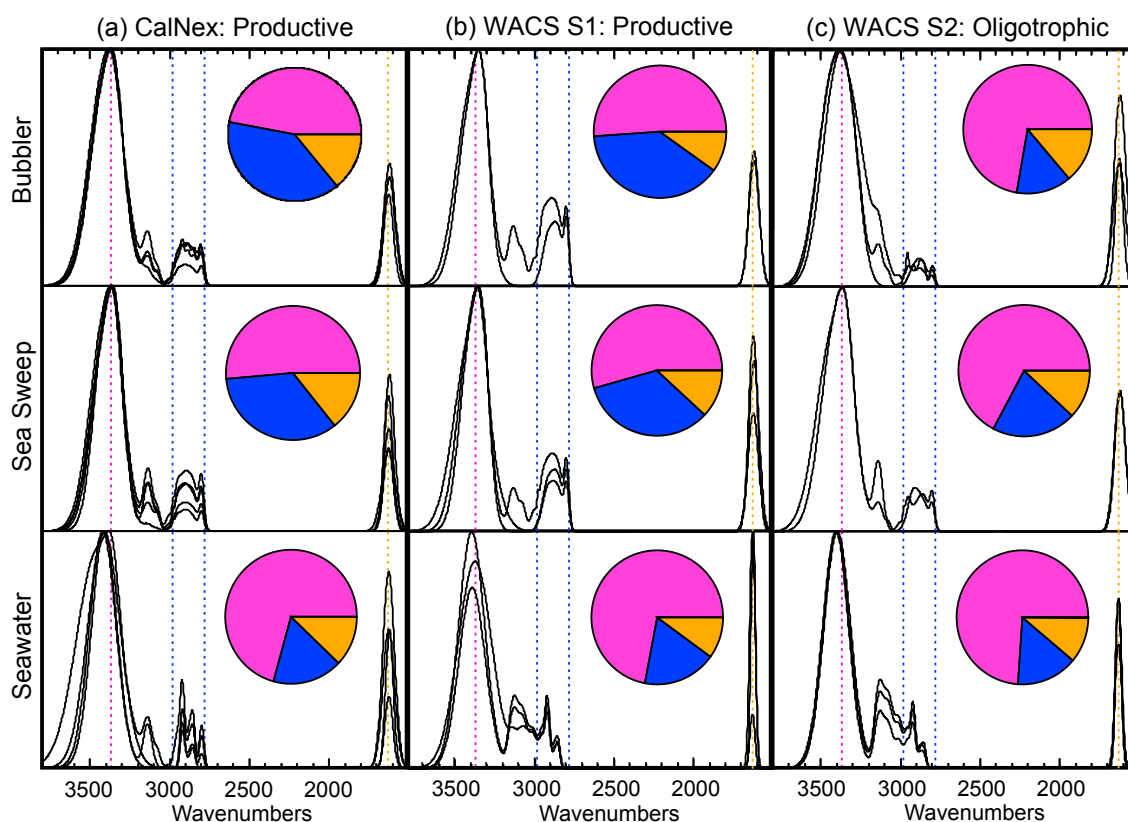 (a) CalNex: Productive
(b) WACS S1: Productive
(c) WACS S2: Oligotrophic
Bubbler
Sea Sweep
Seawater
3500 3000 2500 2000
3500 3000 2500 2000
3500 3000 2500 2000
Wavenumbers
Wavenumbers
Wavenumbers